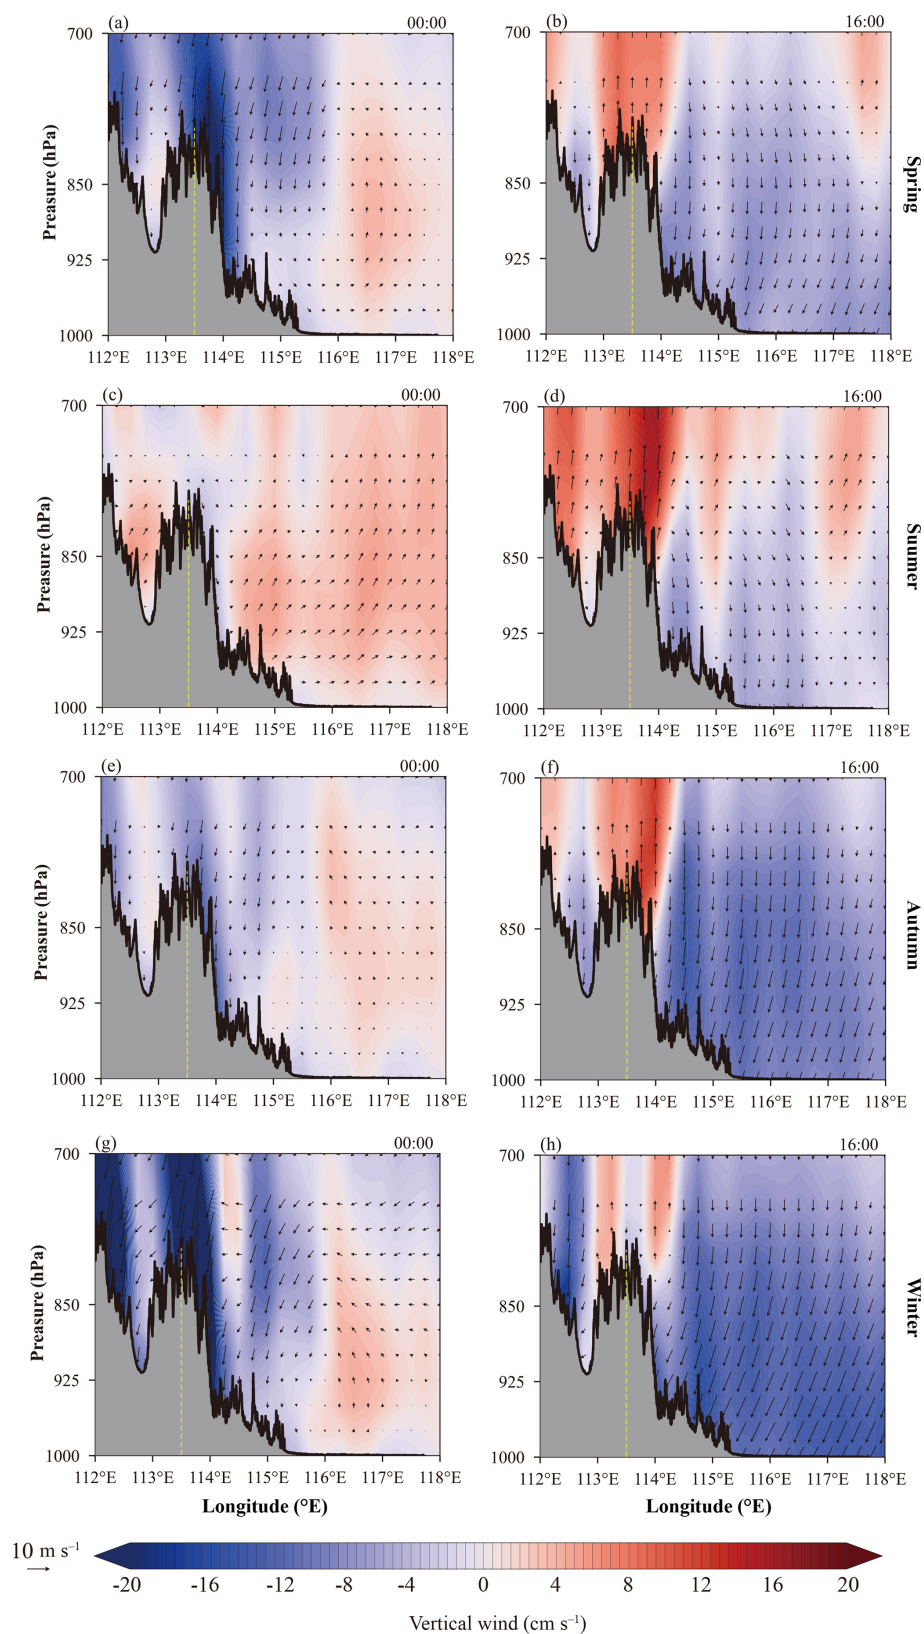 (a) 00:00
(b) 16:00
700
850
925
1000
Preasure (hPa)
112°E 113°E 114°E 115°E 116°E 117°E 118°E
700
850
925
1000
112°E 113°E 114°E 115°E 116°E 117°E 118°E
Spring
(c) 00:00
(d) 16:00
700
850
925
1000
Preasure (hPa)
112°E 113°E 114°E 115°E 116°E 117°E 118°E
700
850
925
1000
112°E 113°E 114°E 115°E 116°E 117°E 118°E
Summer
(e) 00:00
(f) 16:00
700
850
925
1000
Preasure (hPa)
112°E 113°E 114°E 115°E 116°E 117°E 118°E
700
850
925
1000
112°E 113°E 114°E 115°E 116°E 117°E 118°E
Autumn
(g) 00:00
(h) 16:00
700
850
925
1000
Preasure (hPa)
112°E 113°E 114°E 115°E 116°E 117°E 118°E
700
850
925
1000
112°E 113°E 114°E 115°E 116°E 117°E 118°E
Winter
Longitude (°E)
Longitude (°E)
10 m s⁻¹
-20 -16 -12 -8 -4 0 4 8 12 16 20
Vertical wind (cm s⁻¹)